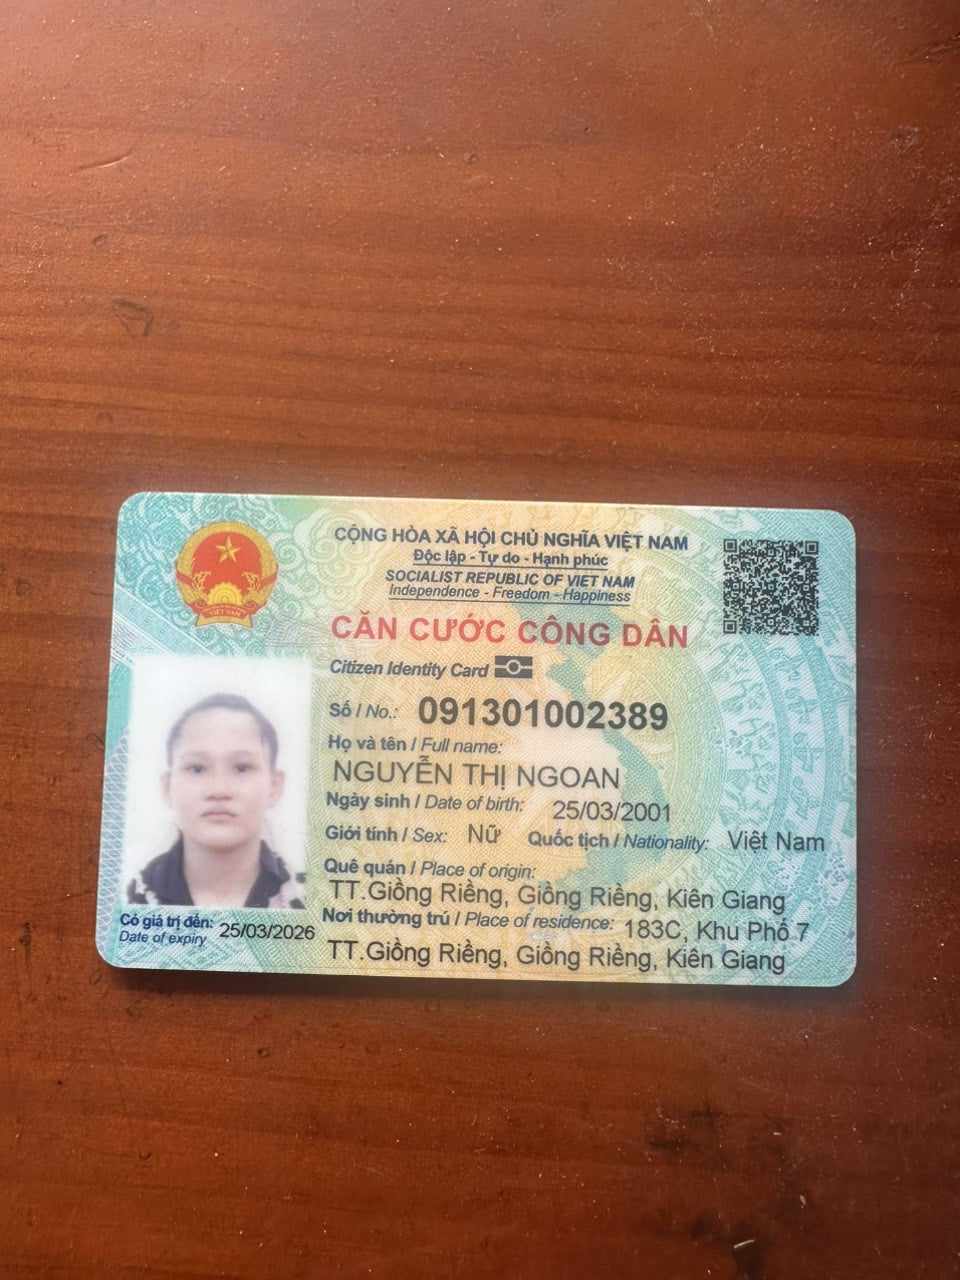 CỘNG HÒA XÃ HỘI CHỦ NGHĨA VIỆT NAM
Độc lập - Tự do - Hạnh phúc
SOCIALIST REPUBLIC OF VIET NAM
Independence - Freedom - Happiness
CĂN CƯỚC CÔNG DÂN
Citizen Identity Card
Số / No.: 091301002389
Họ và tên / Full name:
NGUYỄN THỊ NGOAN
Ngày sinh / Date of birth: 25/03/2001
Giới tính / Sex: Nữ Quốc tịch / Nationality: Việt Nam
Quê quán / Place of origin:
TT.Giồng Riềng, Giồng Riềng, Kiên Giang
Nơi thường trú / Place of residence: 183C, Khu Phố 7
TT.Giồng Riềng, Giồng Riềng, Kiên Giang
Có giá trị đến: 25/03/2026
Date of expiry
VIỆT NAM